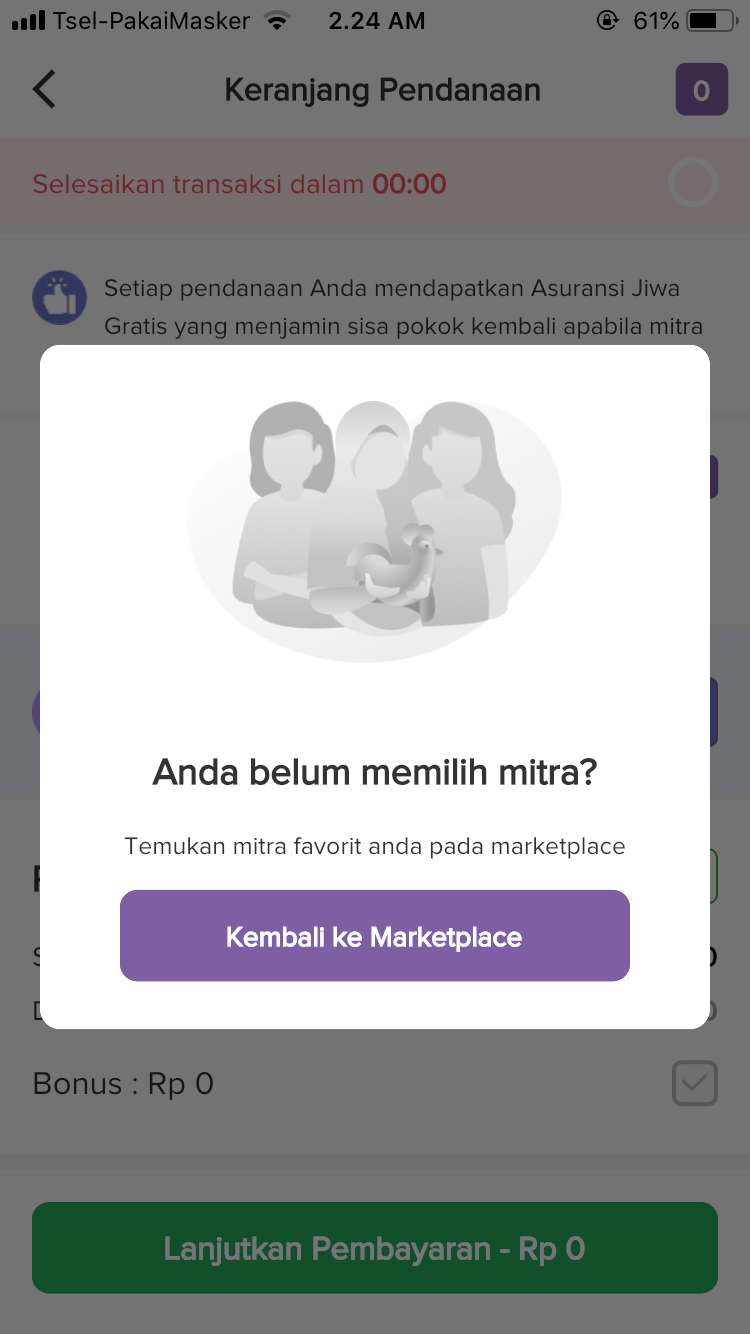 Tsel-PakaiMasker 2.24 AM 61%
Keranjang Pendanaan 0
Selesaikan transaksi dalam 00:00
Setiap pendanaan Anda mendapatkan Asuransi Jiwa
Gratis yang menjamin sisa pokok kembali apabila mitra
Anda belum memilih mitra?
Temukan mitra favorit anda pada marketplace
Kembali ke Marketplace
Bonus : Rp 0
Lanjutkan Pembayaran - Rp 0